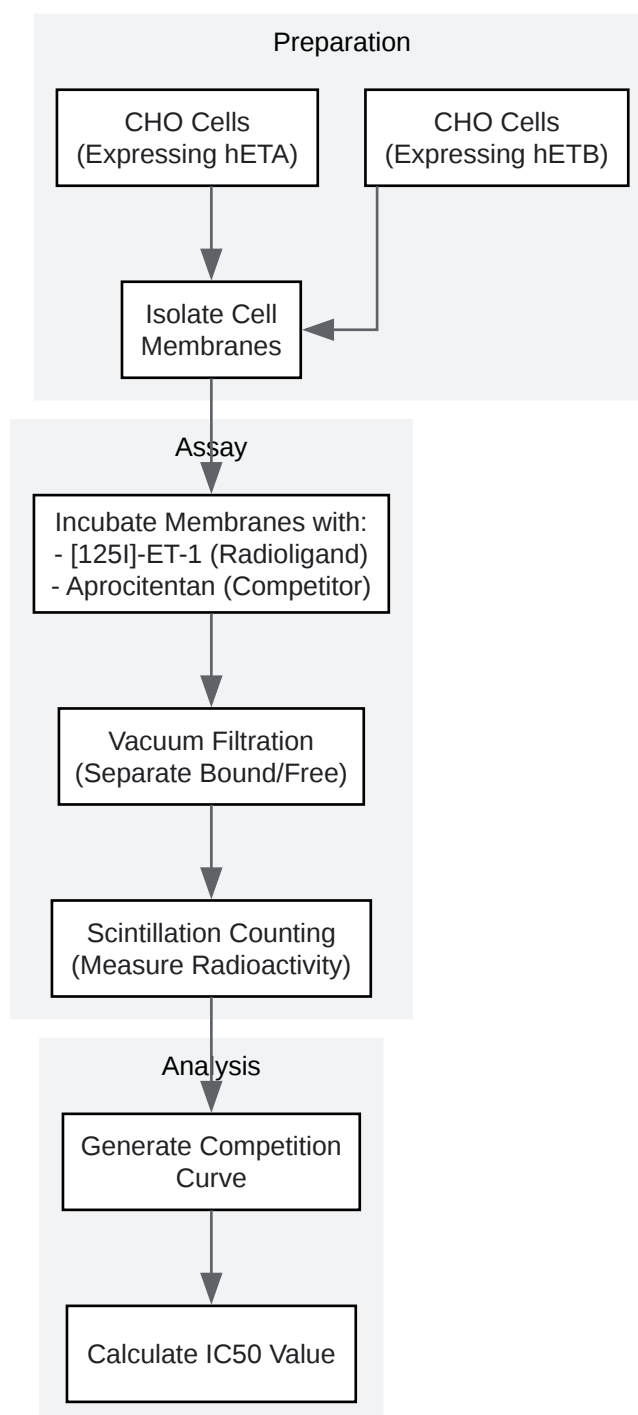 Preparation
CHO Cells
(Expressing hETA)
CHO Cells
(Expressing hETB)
Isolate Cell
Membranes
Assay
Incubate Membranes with:
- [125I]-ET-1 (Radioligand)
- Aprocitentan (Competitor)
Vacuum Filtration
(Separate Bound/Free)
Scintillation Counting
(Measure Radioactivity)
Analysis
Generate Competition
Curve
Calculate IC50 Value